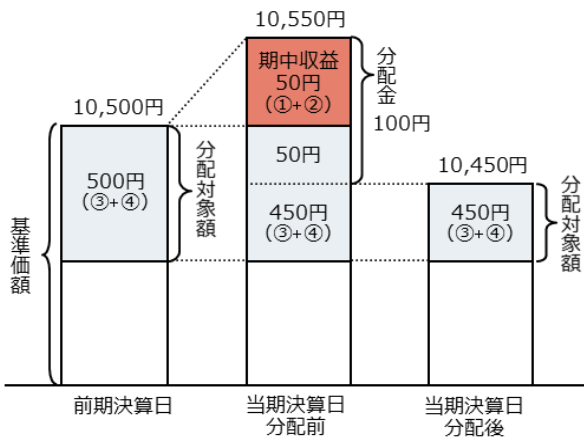 10,550円
期中収益
50円
(①+②)
分配金
100円
10,500円
500円
(③+④)
分配対象額
50円
450円
(③+④)
10,450円
450円
(③+④)
分配対象額
基準価額
前期決算日
当期決算日
分配前
当期決算日
分配後